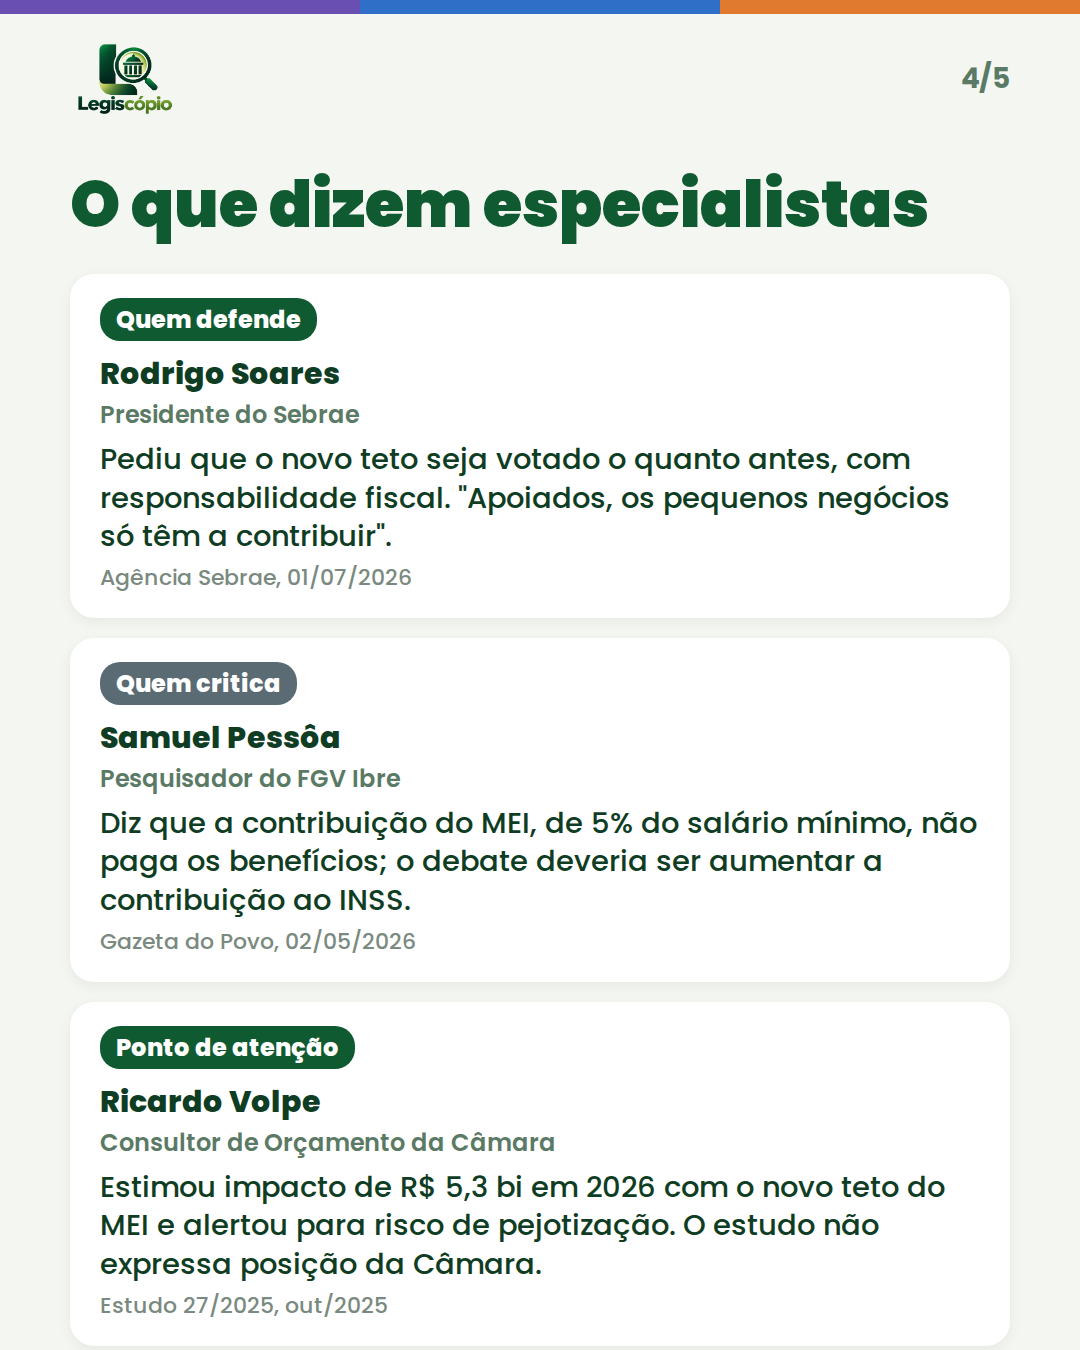 Legiscópio
4/5
O que dizem especialistas
Quem defende
Rodrigo Soares
Presidente do Sebrae
Pediu que o novo teto seja votado o quanto antes, com
responsabilidade fiscal. "Apoiados, os pequenos negócios
só têm a contribuir".
Agência Sebrae, 01/07/2026
Quem critica
Samuel Pessôa
Pesquisador do FGV Ibre
Diz que a contribuição do MEI, de 5% do salário mínimo, não
paga os benefícios; o debate deveria ser aumentar a
contribuição ao INSS.
Gazeta do Povo, 02/05/2026
Ponto de atenção
Ricardo Volpe
Consultor de Orçamento da Câmara
Estimou impacto de R$ 5,3 bi em 2026 com o novo teto do
MEI e alertou para risco de pejotização. O estudo não
expressa posição da Câmara.
Estudo 27/2025, out/2025